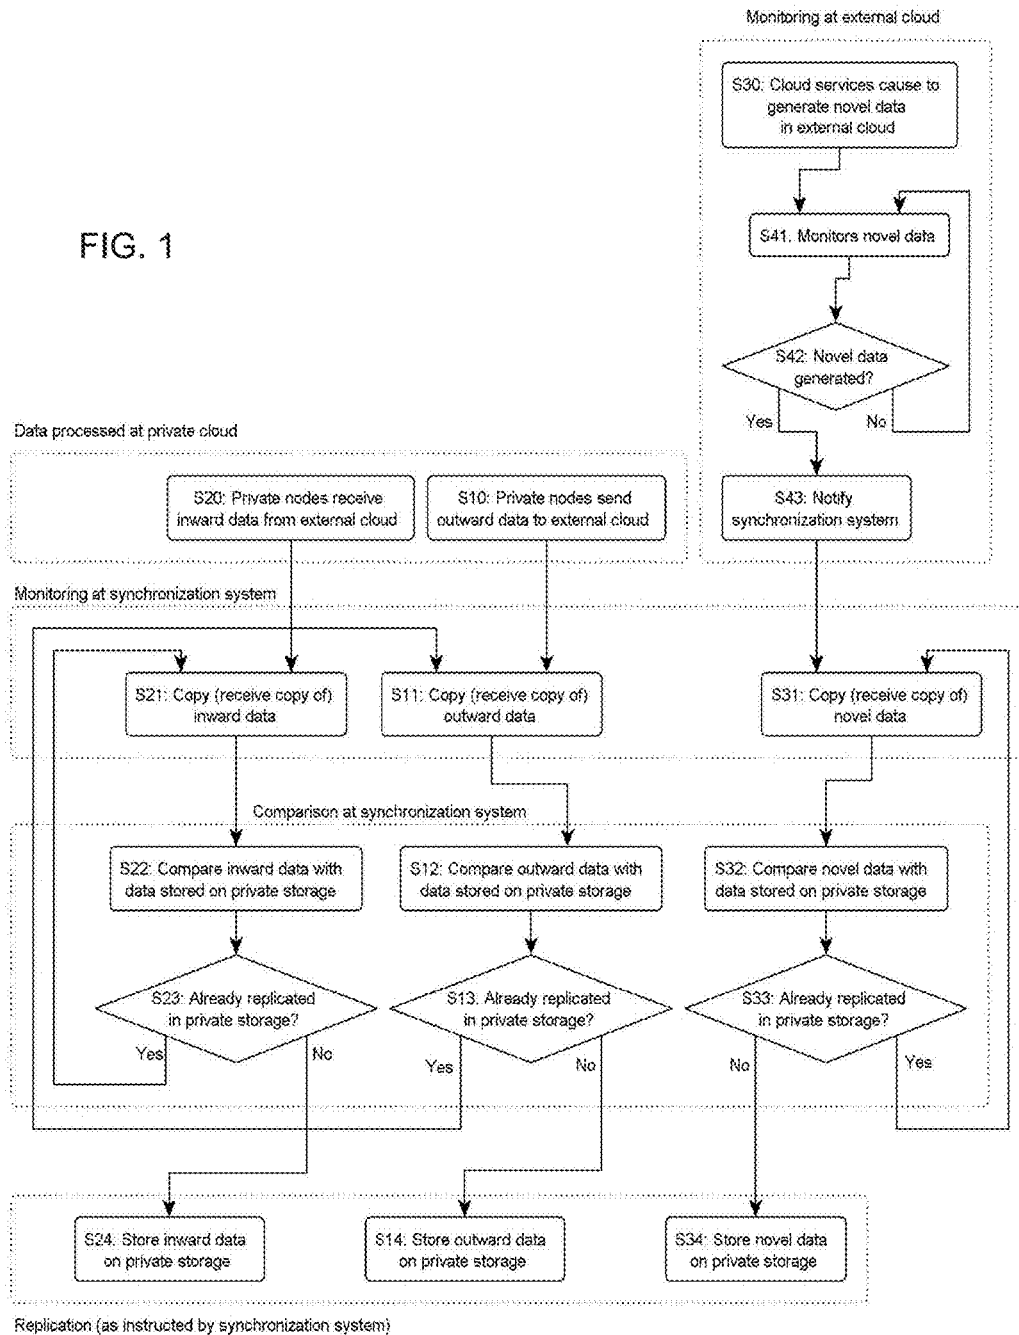 Monitoring at external cloud
S30: Cloud services cause to
generate novel data
in external cloud
FIG. 1
S41. Monitors novel data
S42: Novel data
generated?
Yes
No
Data processed at private cloud
S20: Private nodes receive
inward data from external cloud
S10: Private nodes send
outward data to external cloud
S43: Notify
synchronization system
Monitoring at synchronization system
S21: Copy (receive copy of)
inward data
S11: Copy (receive copy of)
outward data
S31: Copy (receive copy of)
novel data
Comparison at synchronization system
S22: Compare inward data with
data stored on private storage
S12: Compare outward data with
data stored on private storage
S32: Compare novel data with
data stored on private storage
S23: Already replicated
in private storage?
S13. Already replicated
in private storage?
S33: Already replicated
in private storage?
Yes
No
Yes
No
No
Yes
S24: Store inward data
on private storage
S14: Store outward data
on private storage
S34: Store novel data
on private storage
Replication (as instructed by synchronization system)